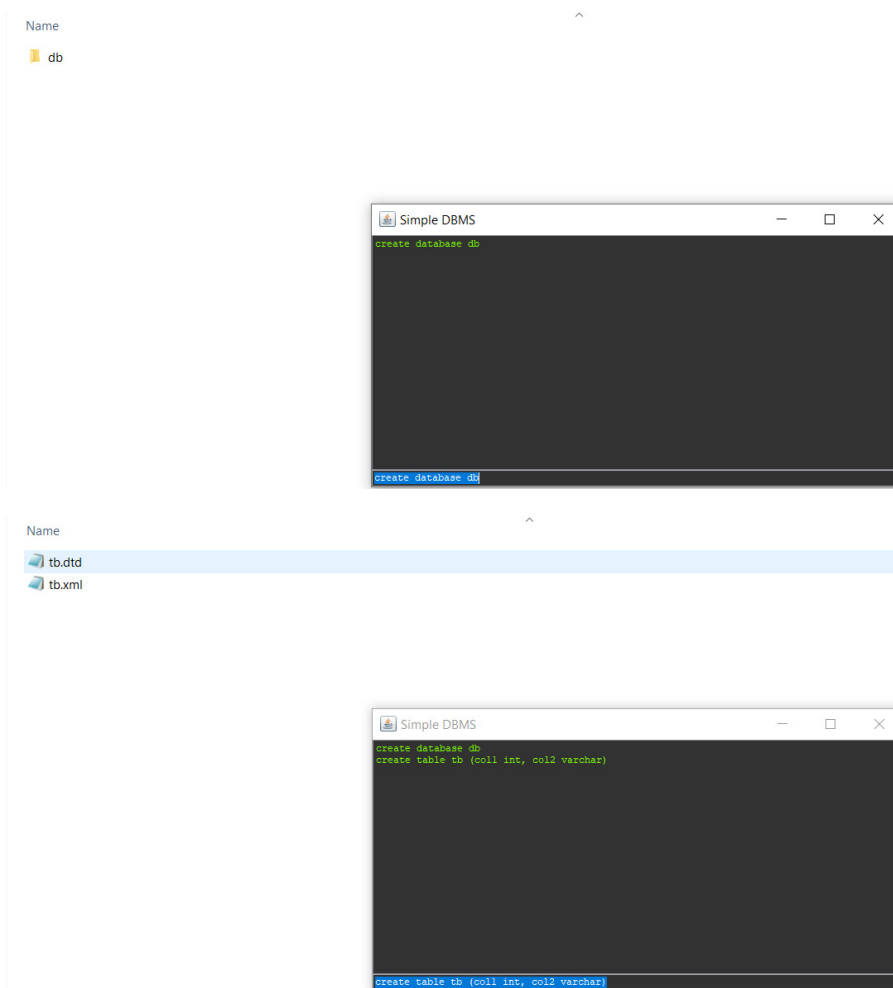 Name
db
Simple DBMS
create database db
create database db
Name
tb.dtd
tb.xml
Simple DBMS
create database db
create table tb (col1 int, col2 varchar)
create table tb (col1 int, col2 varchar)